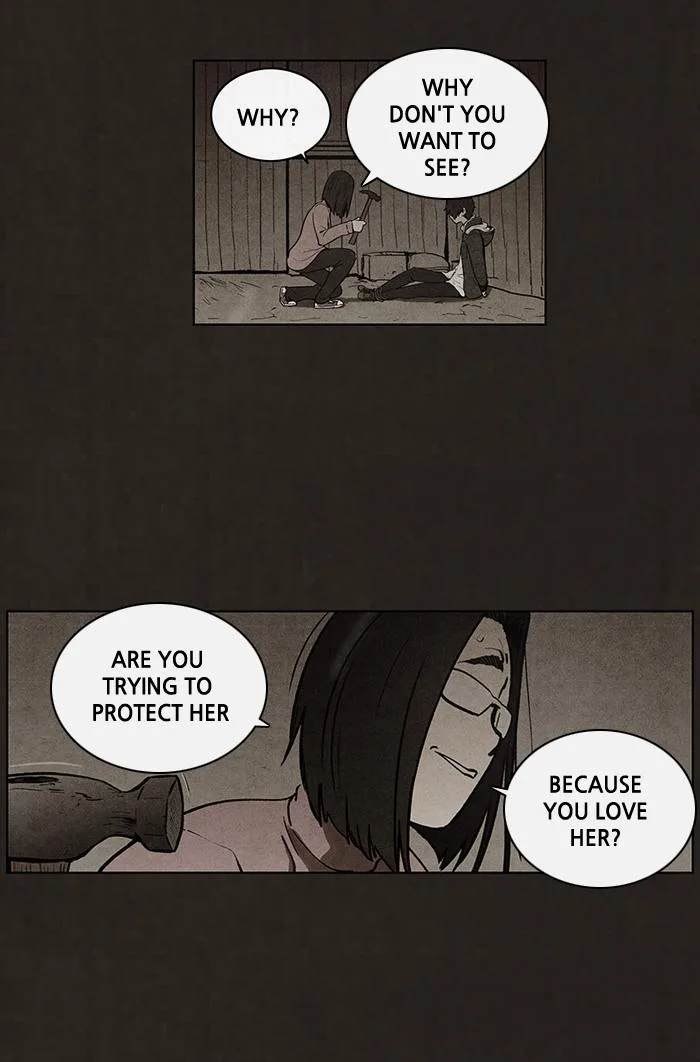 WHY?
WHY
DON'T YOU
WANT TO
SEE?
ARE YOU
TRYING TO
PROTECT HER
BECAUSE
YOU LOVE
HER?